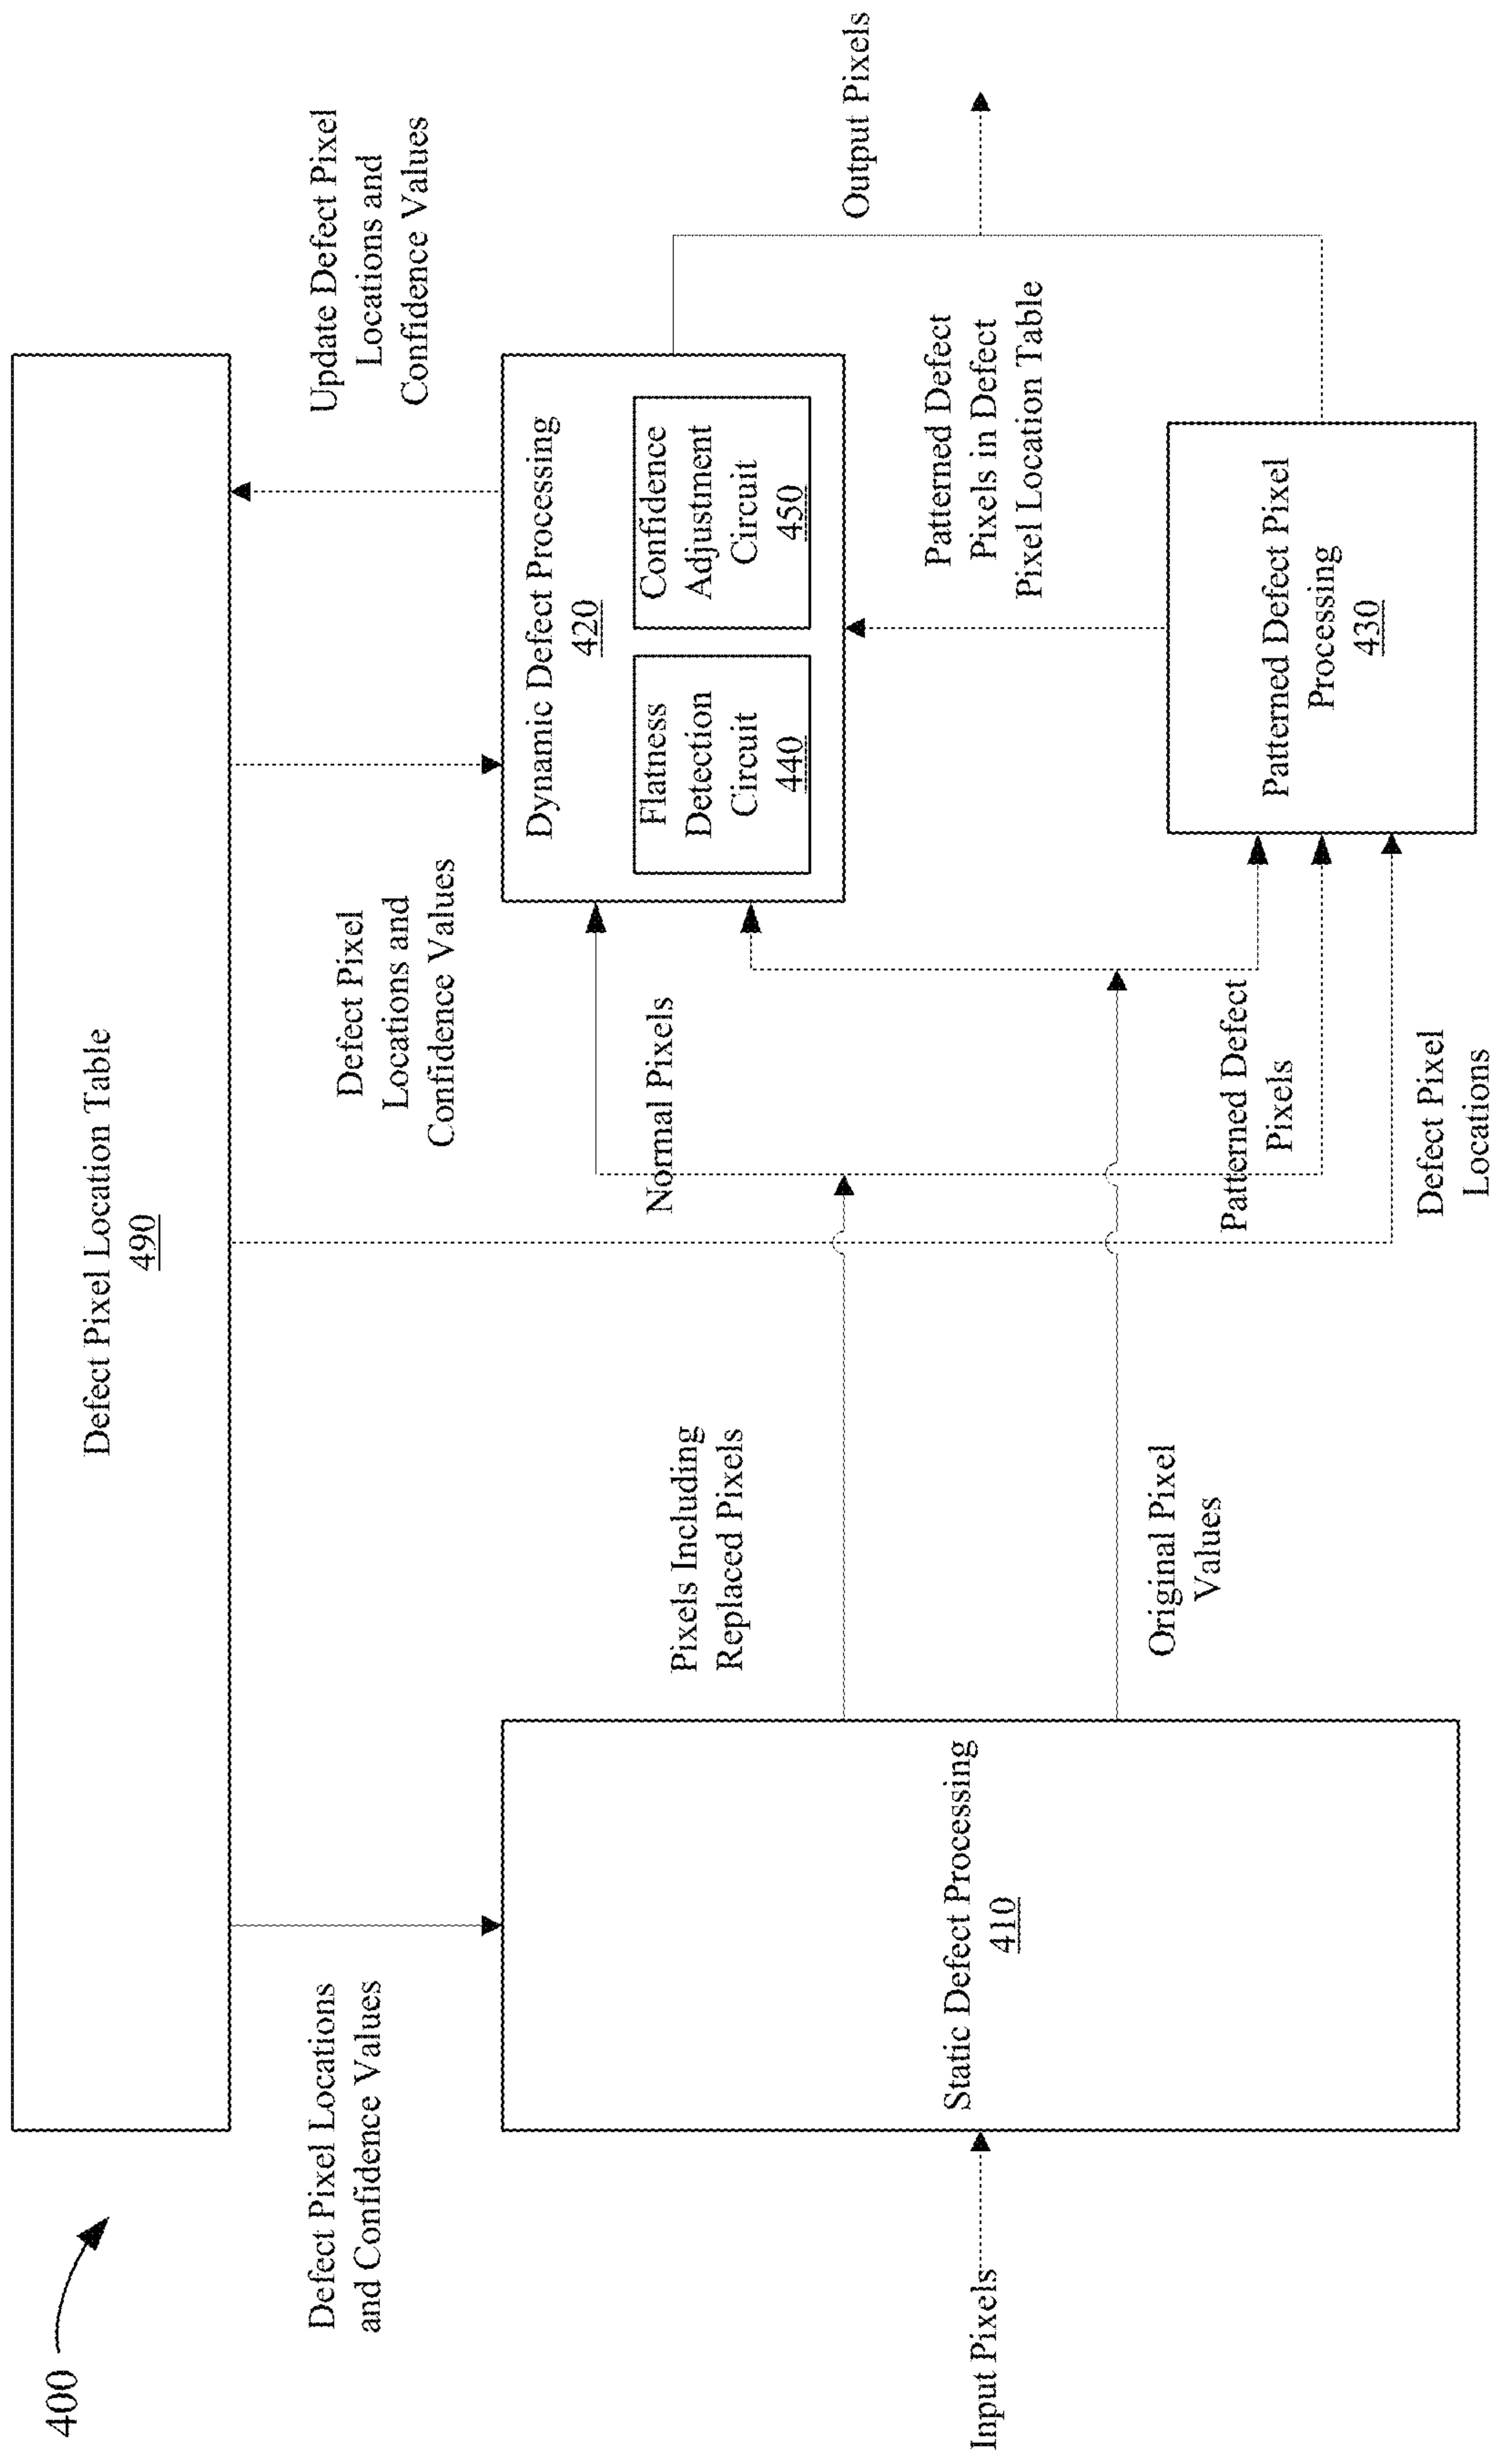 400
Defect Pixel Location Table
490
Defect Pixel Locations
and Confidence Values
Defect Pixel
Locations and
Confidence Values
Update Defect Pixel
Locations and
Confidence Values
Input Pixels
Static Defect Processing
410
Pixels Including
Replaced Pixels
Original Pixel
Values
Normal Pixels
Patterned Defect
Pixels
Defect Pixel
Locations
Dynamic Defect Processing
420
Flatness
Detection
Circuit
440
Confidence
Adjustment
Circuit
450
Patterned Defect
Pixels in Defect
Pixel Location Table
Patterned Defect Pixel
Processing
430
Output Pixels